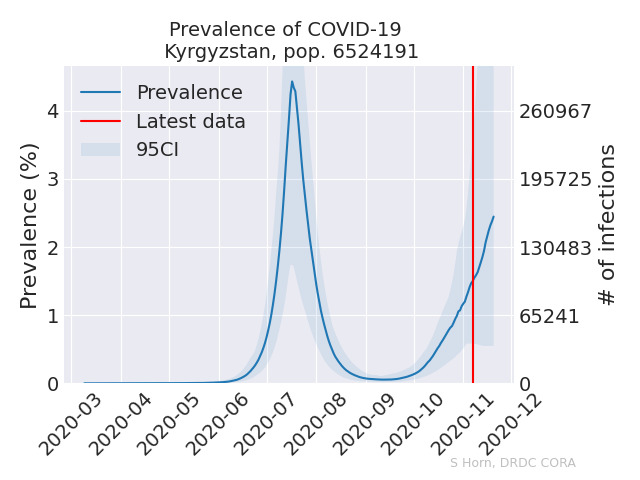 Prevalence of COVID-19
Kyrgyzstan, pop. 6524191
Prevalence
Latest data
95CI
Prevalence (%)
4
3
2
1
0
260967
195725
130483
65241
0
# of infections
2020-03
2020-04
2020-05
2020-06
2020-07
2020-08
2020-09
2020-10
2020-11
2020-12
S Horn, DRDC CORA